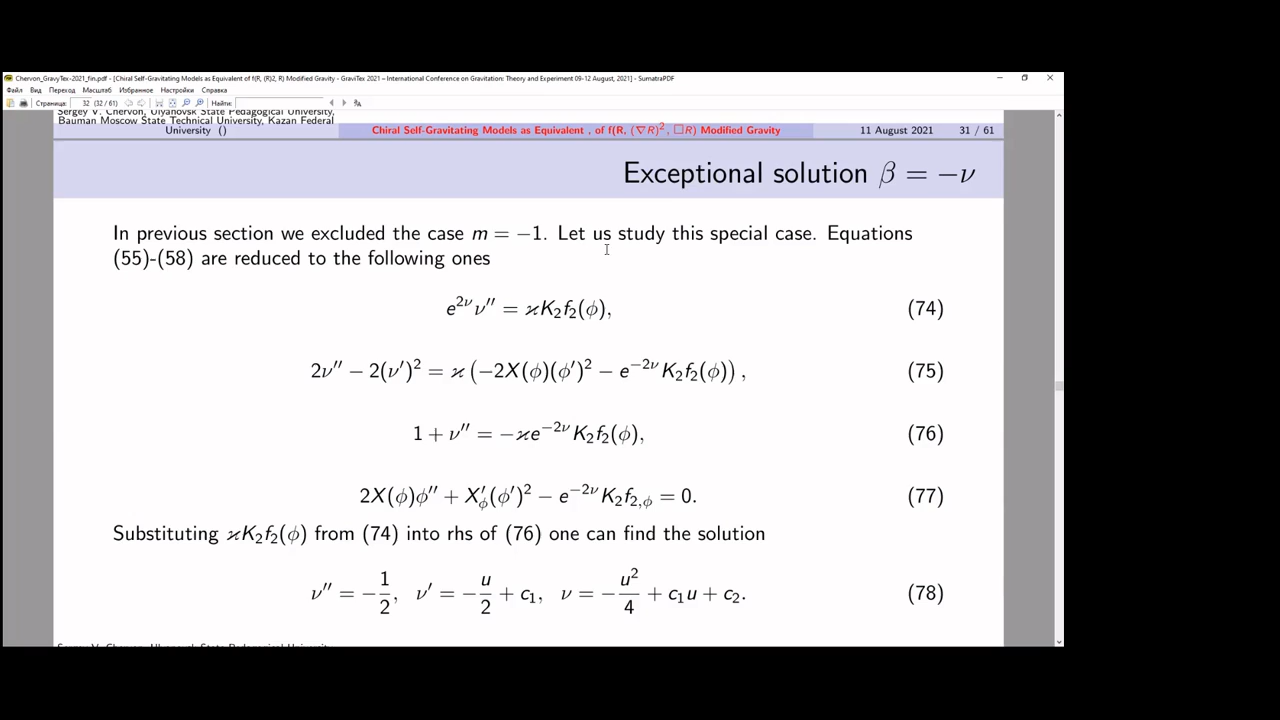 Chervon_GravyTex-2021_fin.pdf - [Chiral Self-Gravitating Models as Equivalent of f(R, (R)2, R) Modified Gravity - GraviTex 2021 – International Conference on Gravitation: Theory and Experiment 09-12 August, 2021] - SumatraPDF
Файл Вид Переход Масштаб Избранное Настройки Справка
Страница: 32 (32 / 61) Найти:
Sergey V. Chervon, Ulyanovsk State Pedagogical University,
Bauman Moscow State Technical University, Kazan Federal
University () Chiral Self-Gravitating Models as Equivalent , of f(R, (∇R)², □R) Modified Gravity 11 August 2021 31 / 61
Exceptional solution β = −ν
In previous section we excluded the case m = −1. Let us study this special case. Equations
(55)-(58) are reduced to the following ones
e^{2ν}ν′′ = ϰK₂f₂(ϕ), (74)
2ν′′ − 2(ν′)² = ϰ (−2X(ϕ)(ϕ′)² − e^{−2ν}K₂f₂(ϕ)) , (75)
1 + ν′′ = −ϰe^{−2ν}K₂f₂(ϕ), (76)
2X(ϕ)ϕ′′ + X′_ϕ(ϕ′)² − e^{−2ν}K₂f_{2,ϕ} = 0. (77)
Substituting ϰK₂f₂(ϕ) from (74) into rhs of (76) one can find the solution
ν′′ = −1/2, ν′ = −u/2 + c₁, ν = −u²/4 + c₁u + c₂. (78)